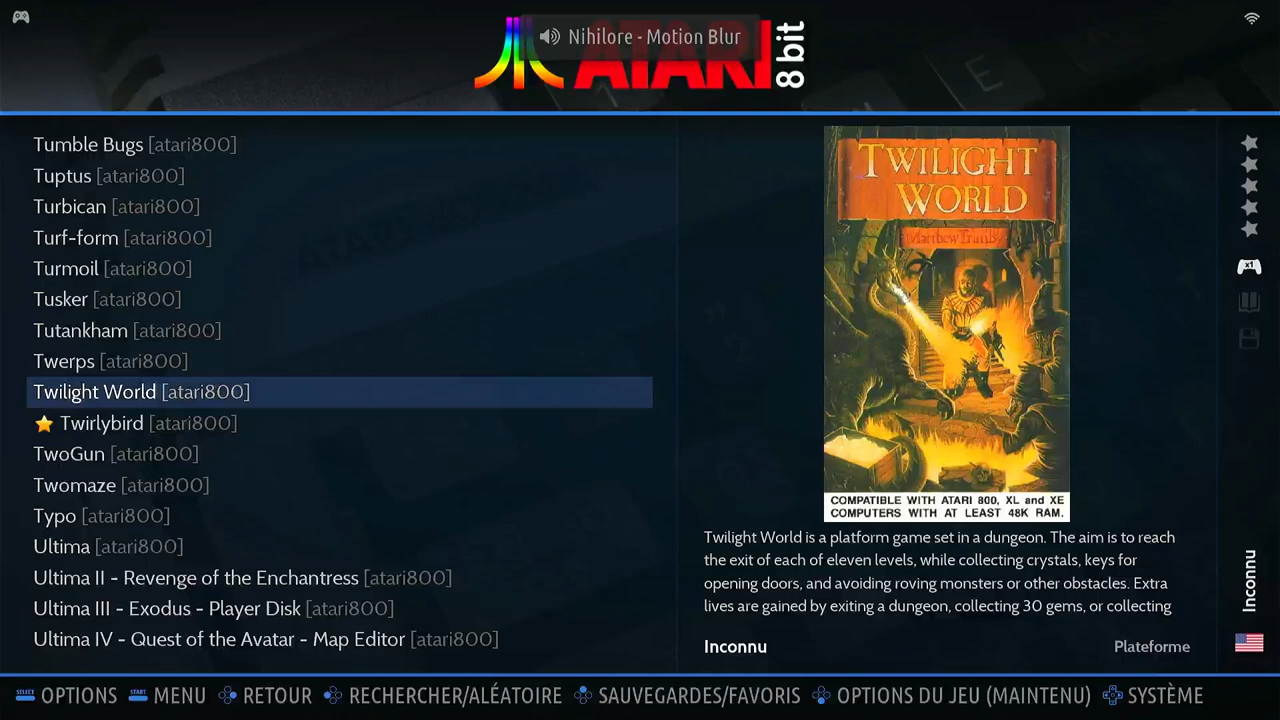 Nihilore - Motion Blur
ATARI
8 bit
Tumble Bugs [atari800]
Tuptus [atari800]
Turbican [atari800]
Turf-form [atari800]
Turmoil [atari800]
Tusker [atari800]
Tutankham [atari800]
Twerps [atari800]
Twilight World [atari800]
Twirlybird [atari800]
TwoGun [atari800]
Twomaze [atari800]
Typo [atari800]
Ultima [atari800]
Ultima II - Revenge of the Enchantress [atari800]
Ultima III - Exodus - Player Disk [atari800]
Ultima IV - Quest of the Avatar - Map Editor [atari800]
TWILIGHT
WORLD
COMPATIBLE WITH ATARI 800, XL and XE
COMPUTERS WITH AT LEAST 48K RAM.
Twilight World is a platform game set in a dungeon. The aim is to reach
the exit of each of eleven levels, while collecting crystals, keys for
opening doors, and avoiding roving monsters or other obstacles. Extra
lives are gained by exiting a dungeon, collecting 30 gems, or collecting
Inconnu
Plateforme
x1
Inconnu
SELECT OPTIONS START MENU RETOUR RECHERCHER/ALÉATOIRE SAUVEGARDES/FAVORIS OPTIONS DU JEU (MAINTENU) SYSTÈME